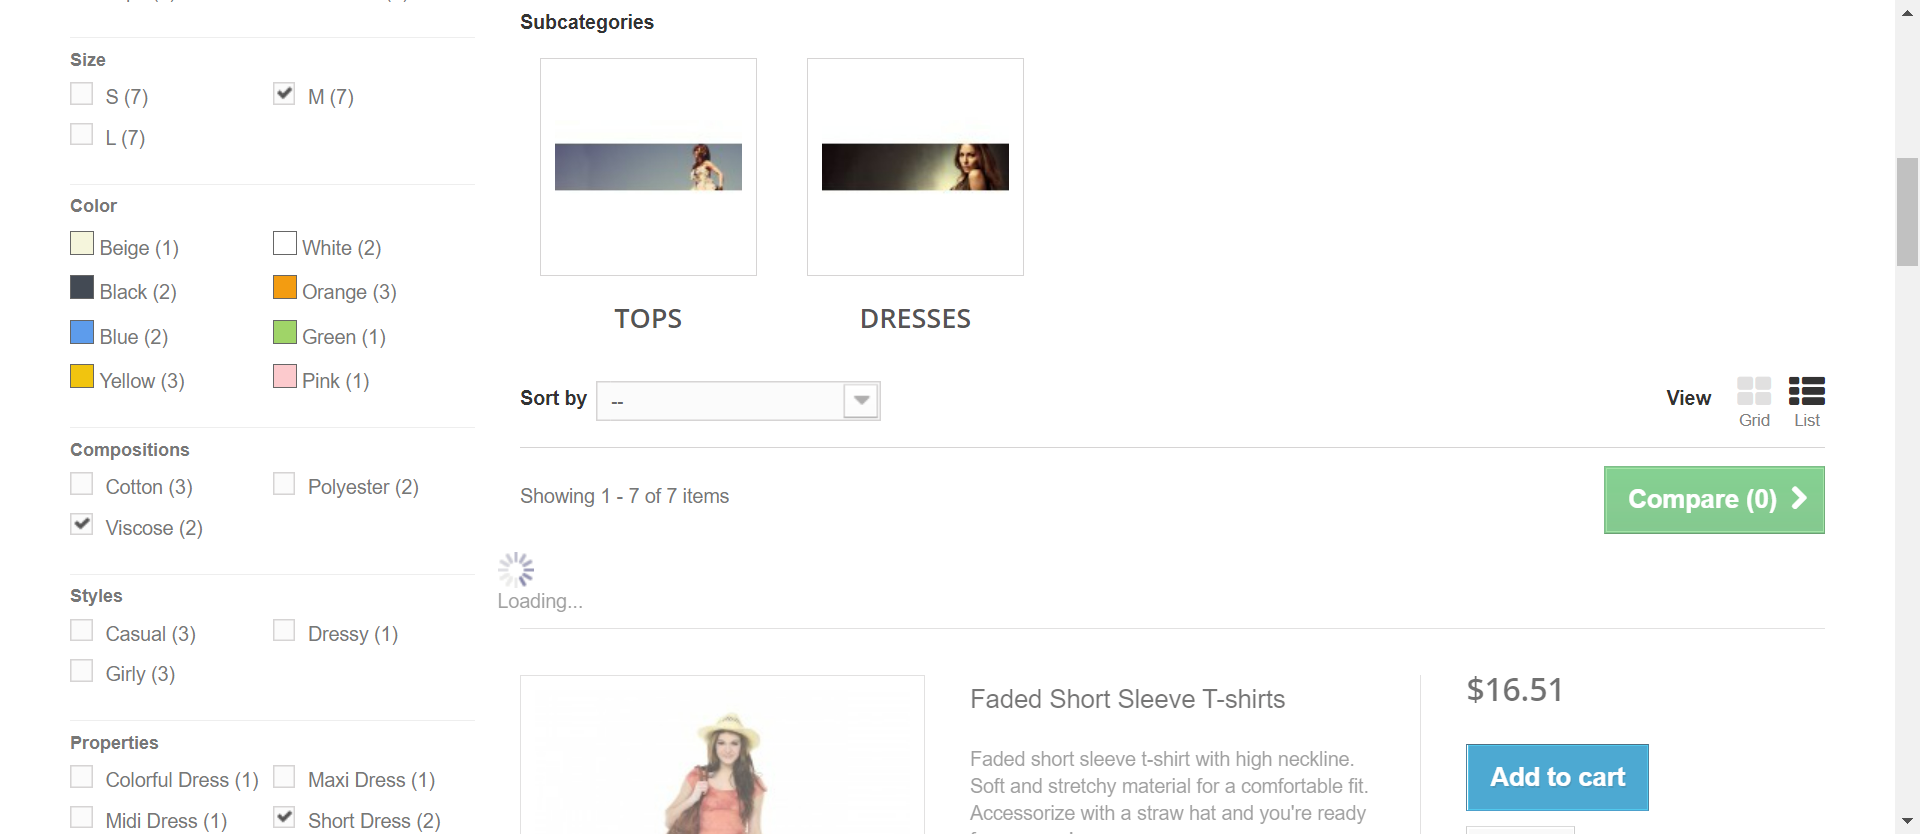 Subcategories
Size
S (7)
M (7)
L (7)
TOPS
DRESSES
Color
Beige (1)
White (2)
Black (2)
Orange (3)
Blue (2)
Green (1)
Yellow (3)
Pink (1)
Sort by
--
View
Grid
List
Compositions
Cotton (3)
Polyester (2)
Viscose (2)
Showing 1 - 7 of 7 items
Compare (0)
Loading...
Styles
Casual (3)
Dressy (1)
Girly (3)
Properties
Colorful Dress (1)
Maxi Dress (1)
Midi Dress (1)
Short Dress (2)
Faded Short Sleeve T-shirts
Faded short sleeve t-shirt with high neckline.
Soft and stretchy material for a comfortable fit.
Accessorize with a straw hat and you're ready
$16.51
Add to cart